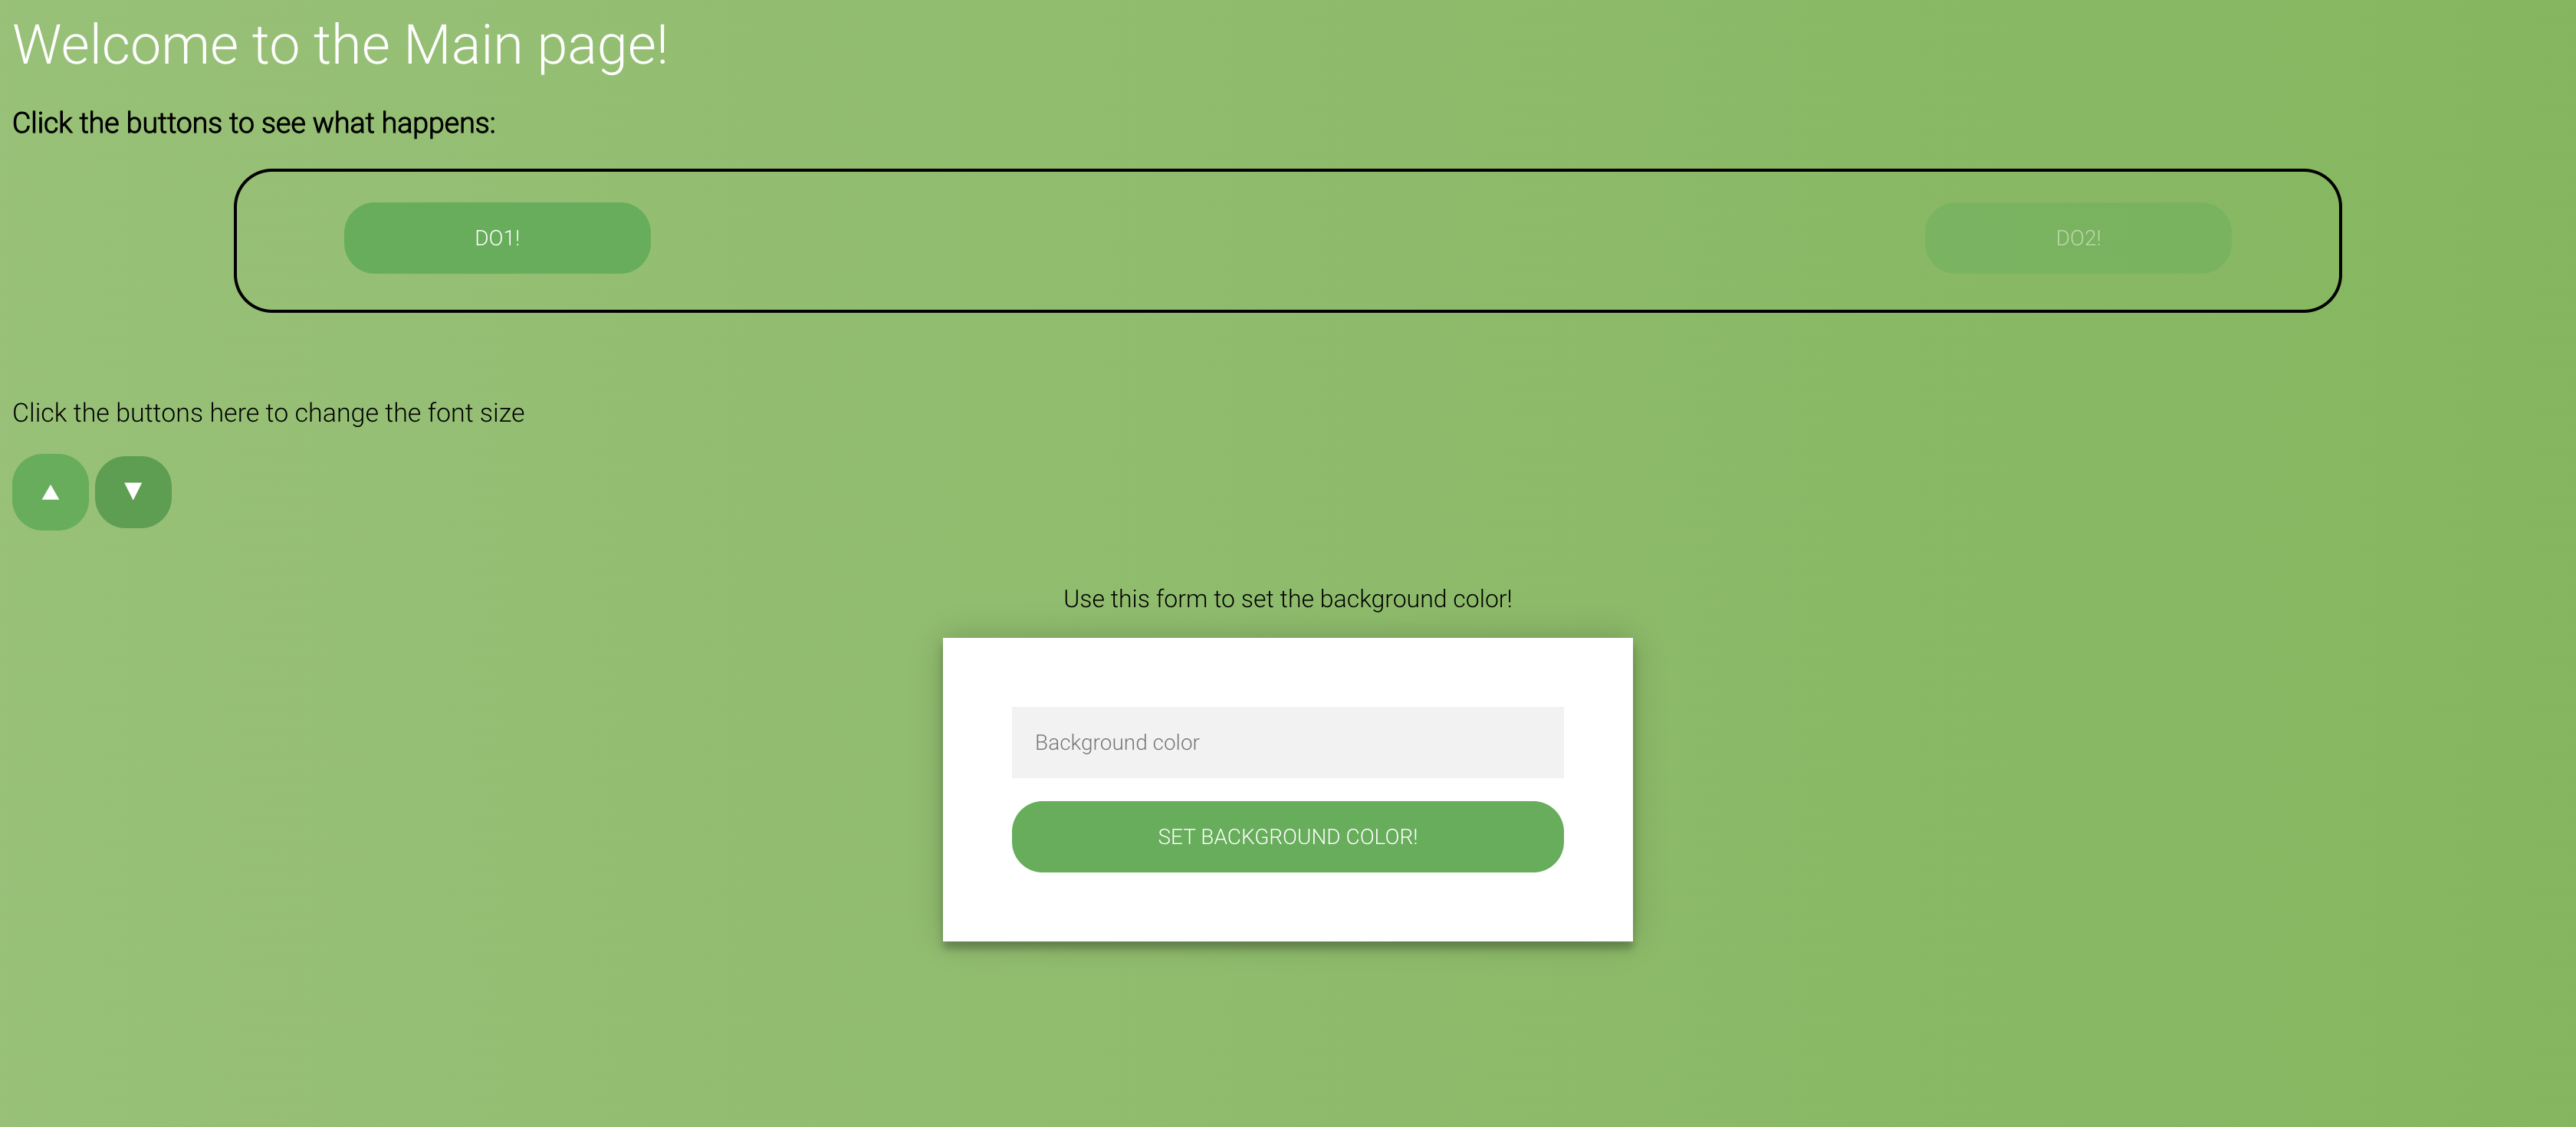 Welcome to the Main page!
Click the buttons to see what happens:
DO1! DO2!
Click the buttons here to change the font size
▲ ▼
Use this form to set the background color!
Background color
SET BACKGROUND COLOR!